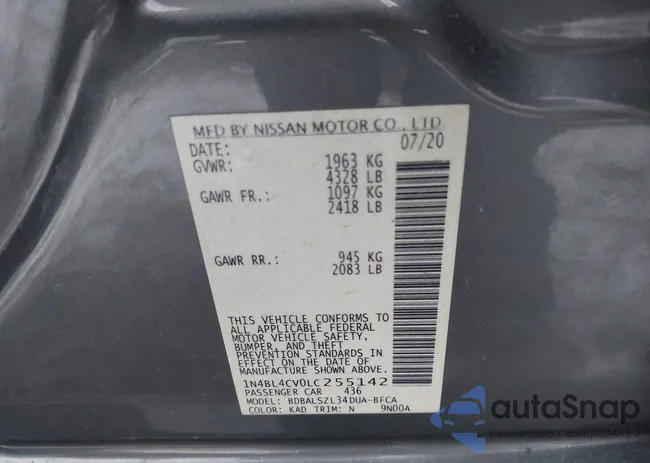 MFD BY NISSAN MOTOR CO., LTD.
DATE: 07/20
GVWR: 1963 KG
4328 LB
GAWR FR.: 1097 KG
2418 LB
GAWR RR.: 945 KG
2083 LB
THIS VEHICLE CONFORMS TO
ALL APPLICABLE FEDERAL
MOTOR VEHICLE SAFETY,
BUMPER, AND THEFT
PREVENTION STANDARDS IN
EFFECT ON THE DATE OF
MANUFACTURE SHOWN ABOVE.
1N4BL4CV0LC255142
PASSENGER CAR 436
MODEL: BDBALSZL34DUA-BFCA
COLOR: KAD TRIM: N 9N00A
autoSnap